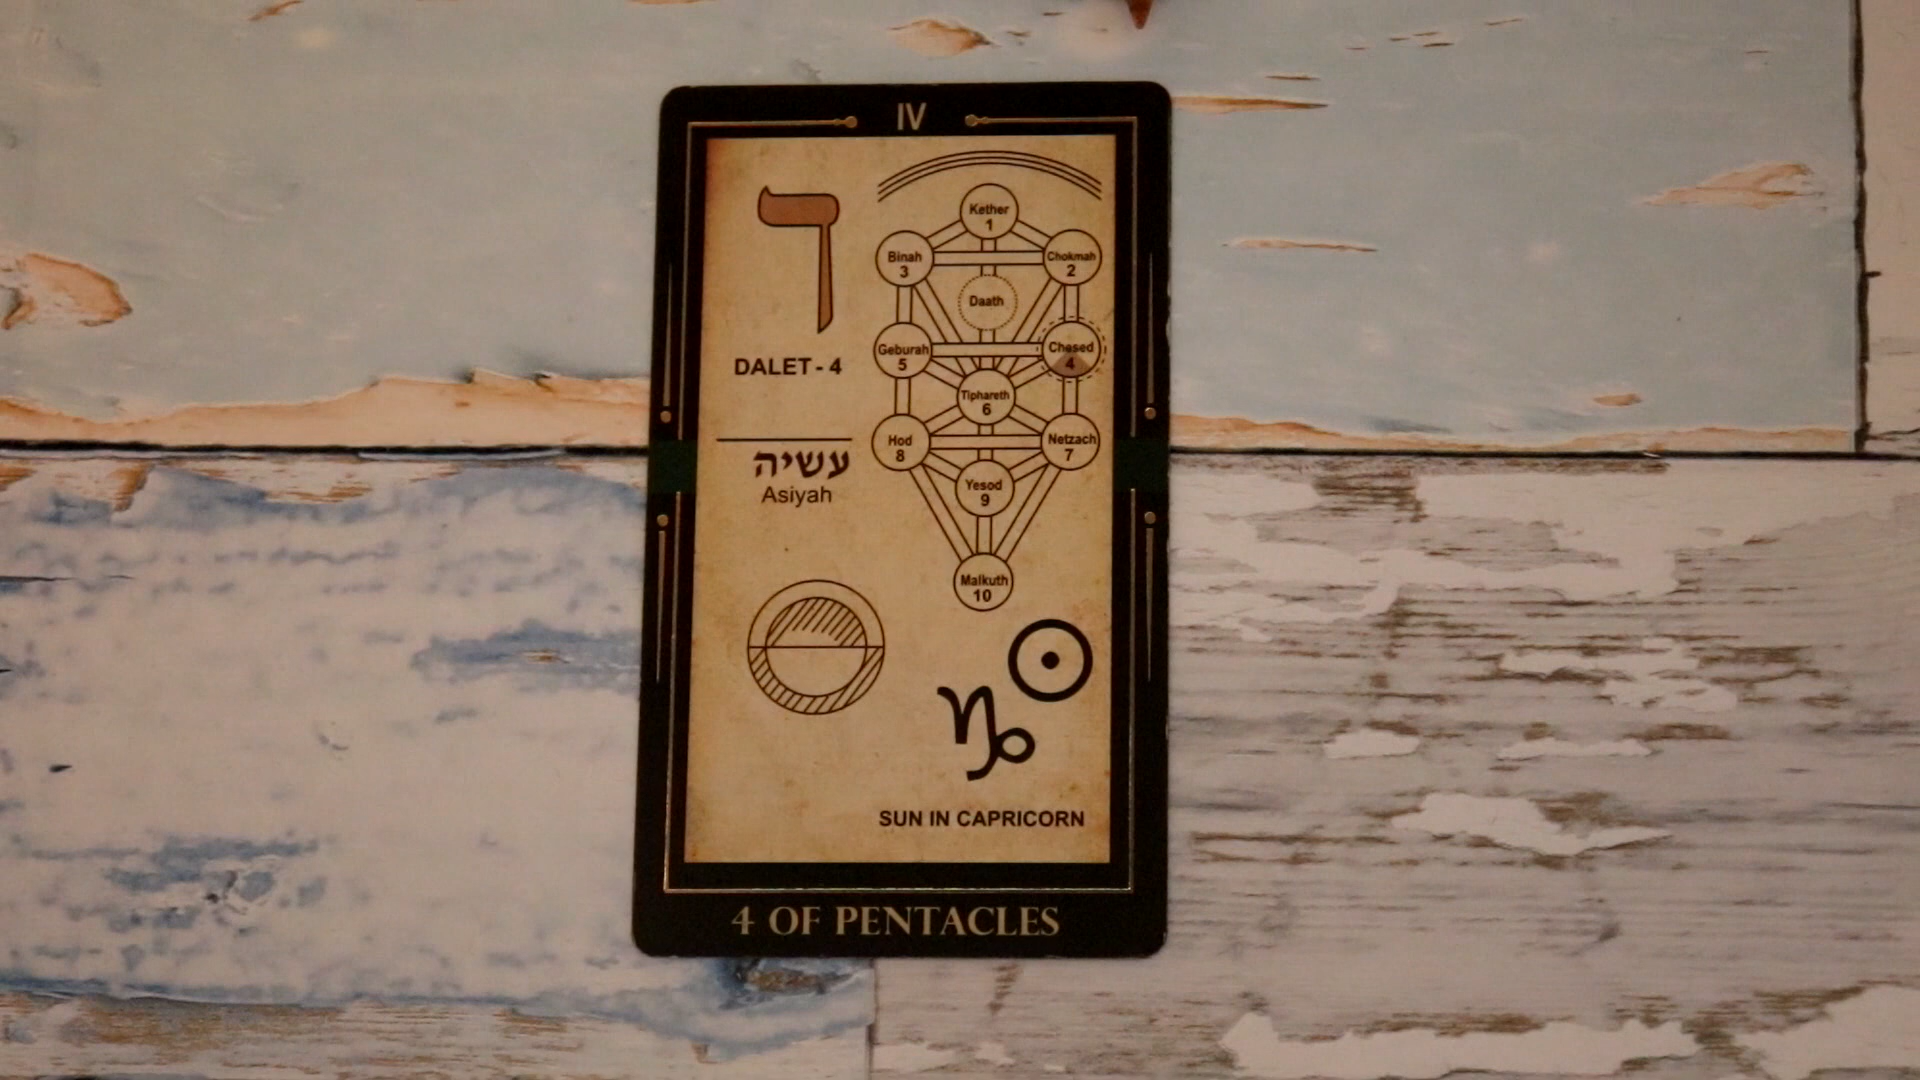 IV
ד
DALET - 4
עשיה
Asiyah
Kether
1
Binah
3
Chokmah
2
Daath
Geburah
5
Chesed
4
Tiphareth
6
Hod
8
Netzach
7
Yesod
9
Malkuth
10
SUN IN CAPRICORN
4 OF PENTACLES